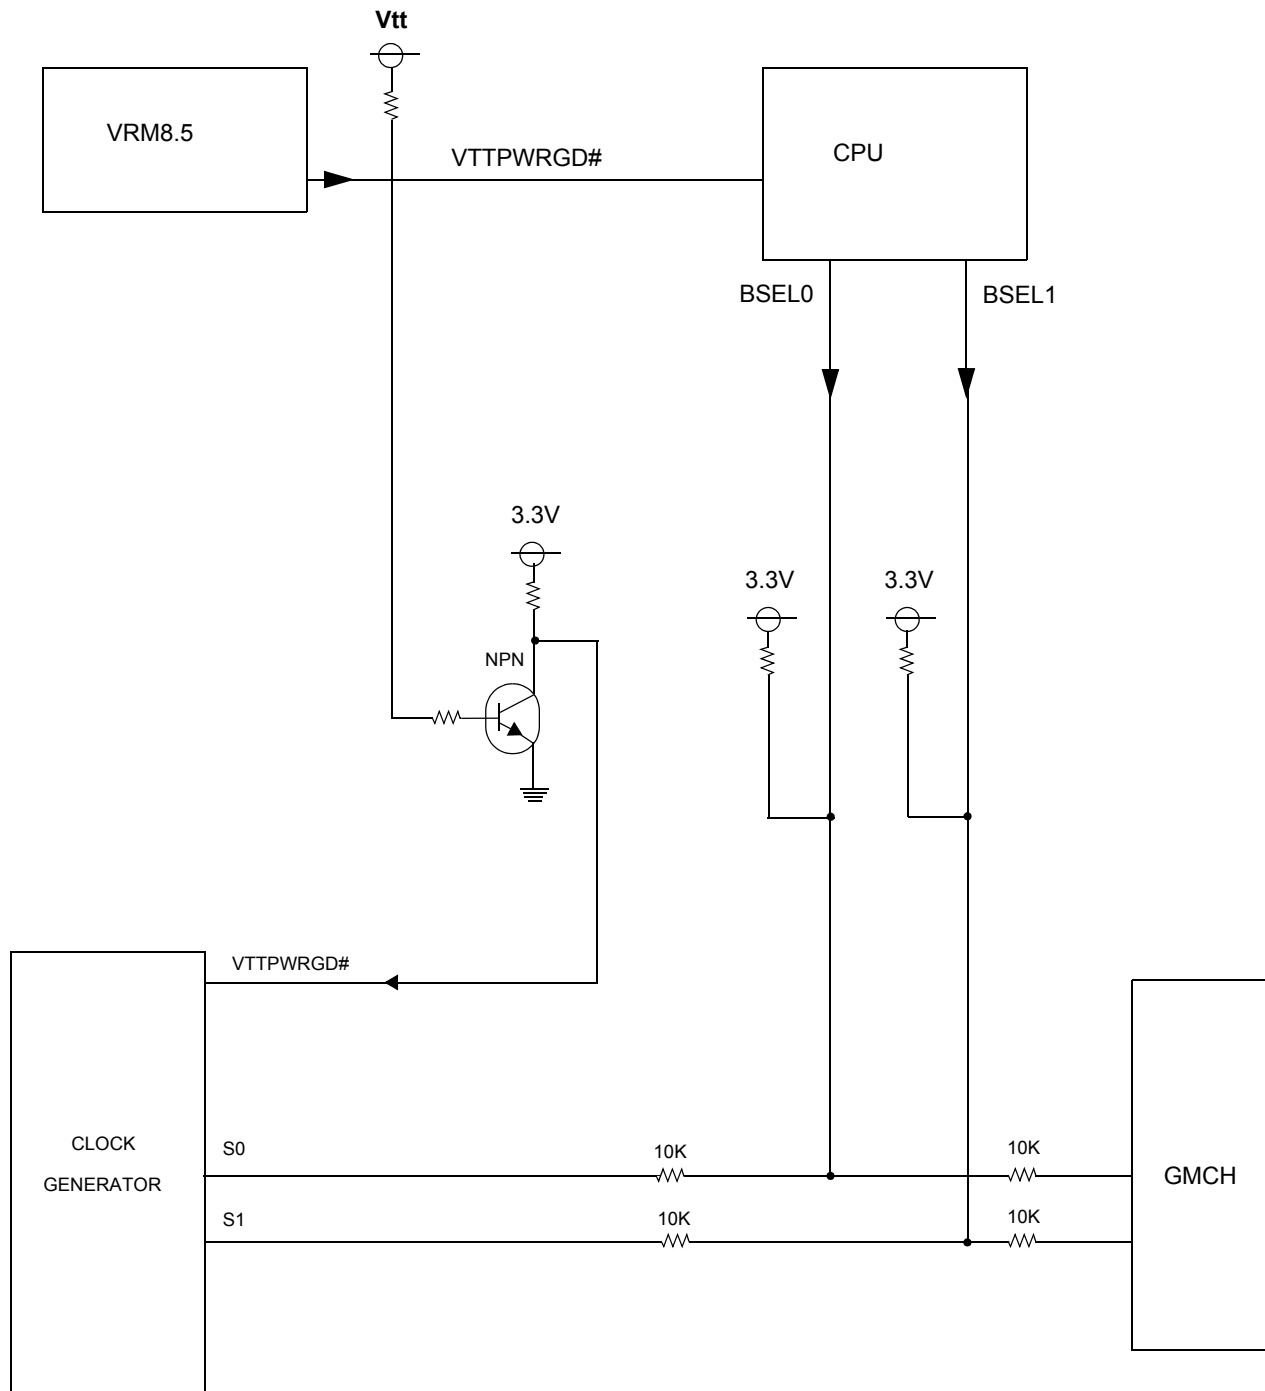 Vtt
VRM8.5
VTTPWRGD#
CPU
BSEL0
BSEL1
3.3V
3.3V
3.3V
NPN
VTTPWRGD#
CLOCK
GENERATOR
S0
10K
10K
GMCH
S1
10K
10K